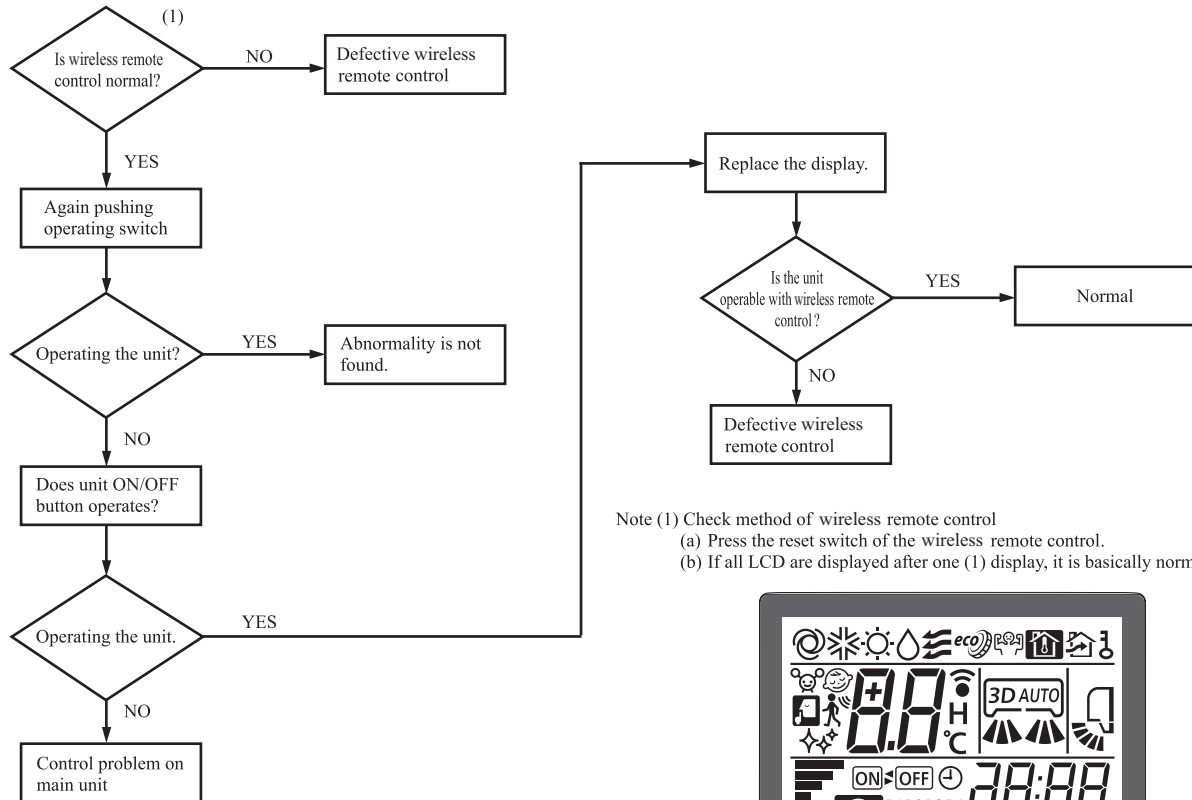 (1)
Is wireless remote
control normal?
NO
Defective wireless
remote control
YES
Again pushing
operating switch
Operating the unit?
YES
Abnormality is not
found.
NO
Does unit ON/OFF
button operates?
Operating the unit.
YES
NO
Control problem on
main unit
Replace the display.
Is the unit
operable with wireless remote
control?
YES
Normal
NO
Defective wireless
remote control
Note (1) Check method of wireless remote control
(a) Press the reset switch of the wireless remote control.
(b) If all LCD are displayed after one (1) display, it is basically norm
eco
+8.8
H
°C
3D AUTO
ON OFF